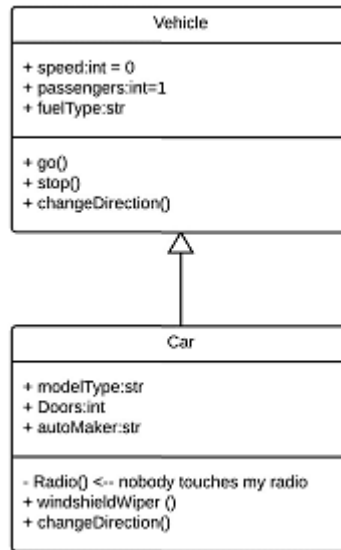 Vehicle
+ speed:int = 0
+ passengers:int=1
+ fuelType:str
+ go()
+ stop()
+ changeDirection()
Car
+ modelType:str
+ Doors:int
+ autoMaker:str
- Radio() <-- nobody touches my radio
+ windshieldWiper ()
+ changeDirection()